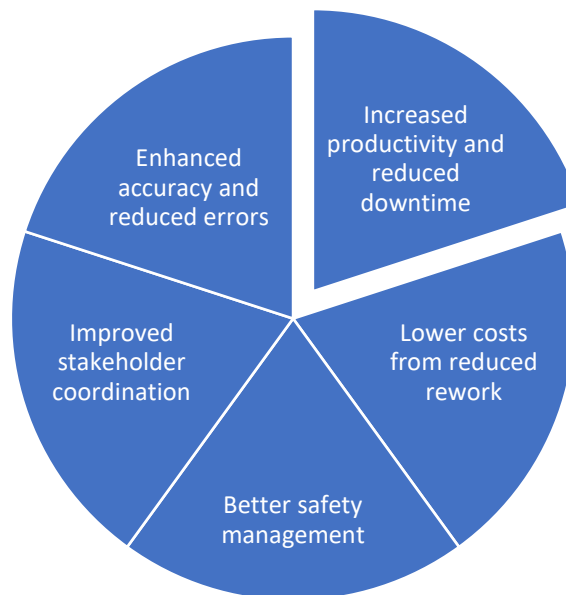 Increased
productivity and
reduced
downtime
Lower costs
from reduced
rework
Better safety
management
Improved
stakeholder
coordination
Enhanced
accuracy and
reduced errors